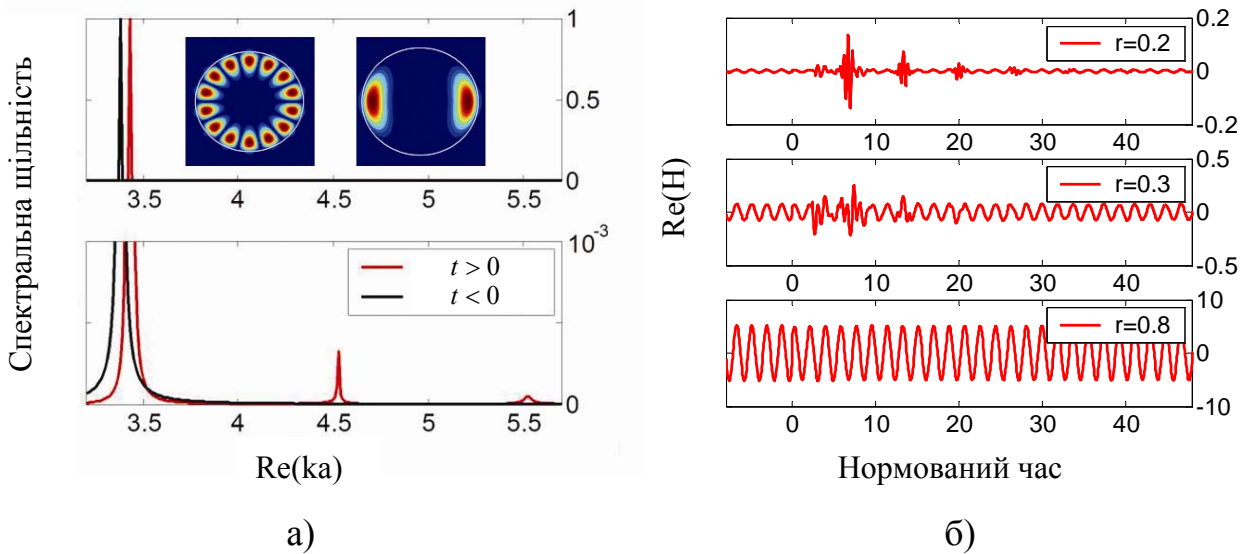 Спектральна щільність
1
0.5
0
3.5 4 4.5 5 5.5
10⁻³
t > 0
t < 0
0
3.5 4 4.5 5 5.5
Re(ka)
а)
Re(H)
0.2
r=0.2
0
-0.2
0 10 20 30 40
0.5
r=0.3
0
-0.5
0 10 20 30 40
10
r=0.8
0
-10
0 10 20 30 40
Нормований час
б)